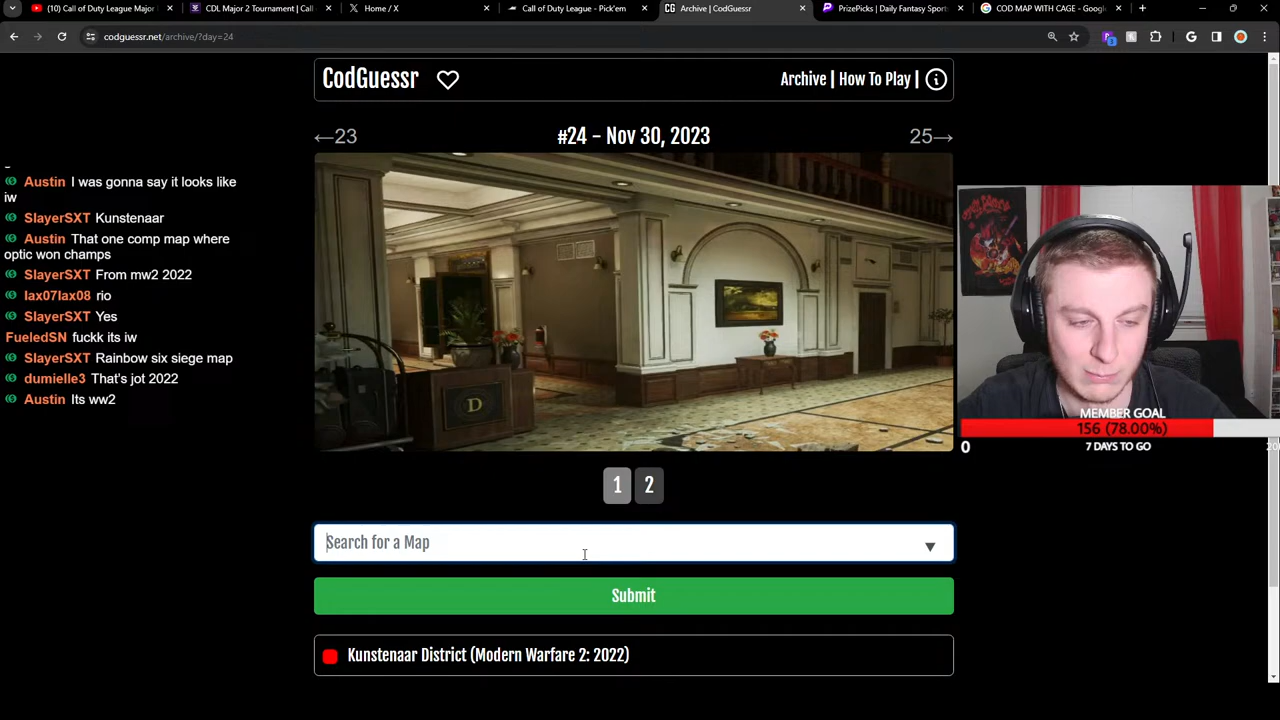 (10) Call of Duty League Major
CDL Major 2 Tournament | Call
Home / X
Call of Duty League - Pick'em
CG Archive | CodGuessr
PrizePicks | Daily Fantasy Sports
COD MAP WITH CAGE - Google
codguessr.net/archive/?day=24
CodGuessr
Archive | How To Play |
←23
#24 - Nov 30, 2023
25→
Austin I was gonna say it looks like
iw
SlayerSXT Kunstenaar
Austin That one comp map where
optic won champs
SlayerSXT From mw2 2022
lax07lax08 rio
SlayerSXT Yes
FueledSN fuckk its iw
SlayerSXT Rainbow six siege map
dumielle3 That's jot 2022
Austin Its ww2
D
MEMBER GOAL
156 (78.00%)
0
7 DAYS TO GO
1 2
Search for a Map
Submit
Kunstenaar District (Modern Warfare 2: 2022)